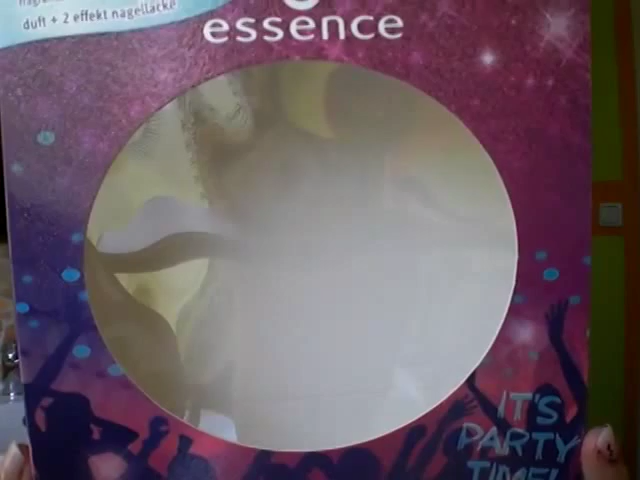 duft + 2 effekt nagellacke
essence
IT'S
PARTY
TIME!